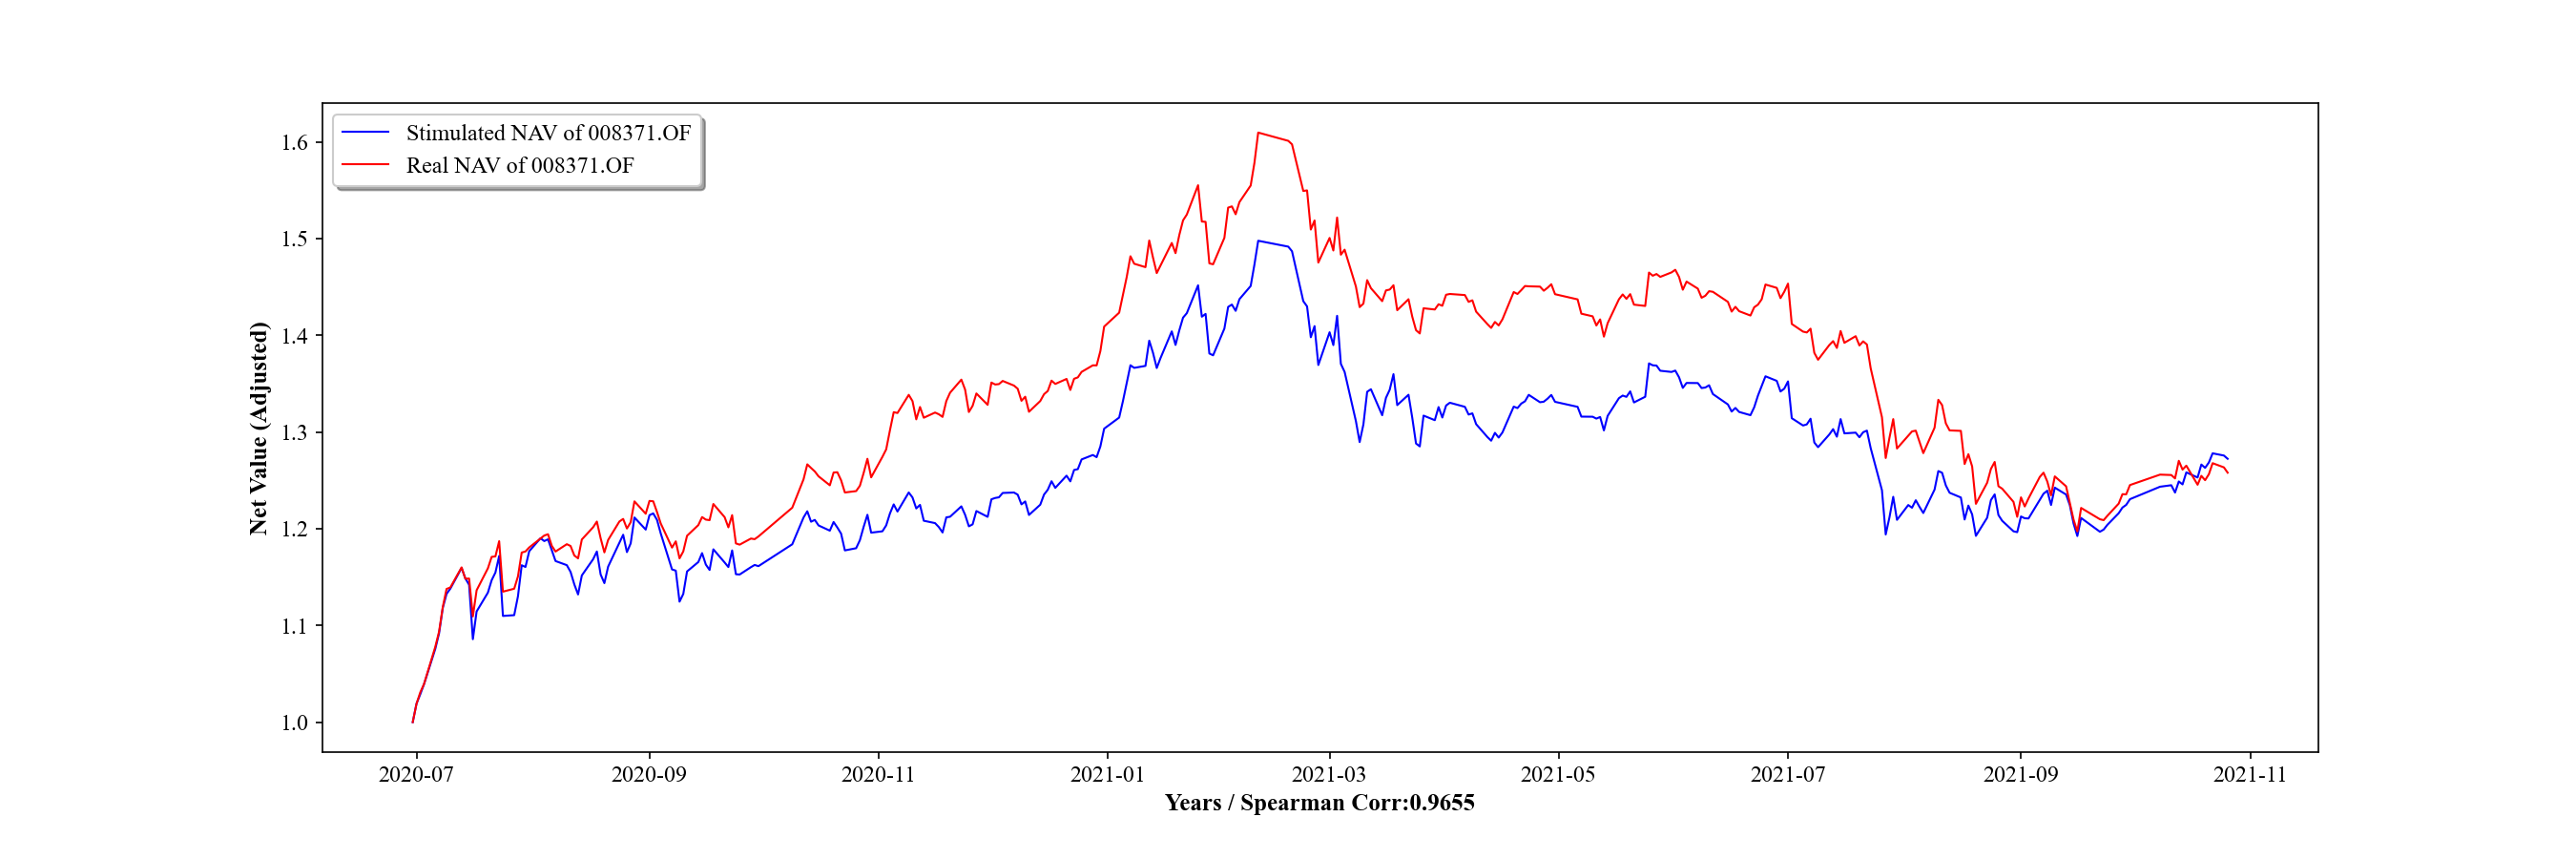 Stimulated NAV of 008371.OF
Real NAV of 008371.OF
1.6
1.5
1.4
1.3
1.2
1.1
1.0
Net Value (Adjusted)
2020-07 2020-09 2020-11 2021-01 2021-03 2021-05 2021-07 2021-09 2021-11
Years / Spearman Corr:0.9655